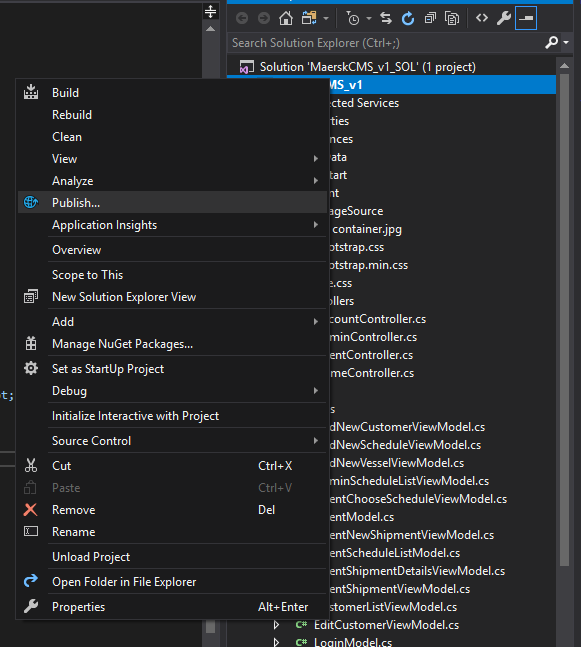 Search Solution Explorer (Ctrl+;)
Solution 'MaerskCMS_v1_SOL' (1 project)
MS_v1
ected Services
rties
nces
ata
tart
nt
ageSource
container.jpg
otstrap.css
otstrap.min.css
e.css
ollers
countController.cs
minController.cs
entController.cs
meController.cs
s
dNewCustomerViewModel.cs
dNewScheduleViewModel.cs
dNewVesselViewModel.cs
minScheduleListViewModel.cs
entChooseScheduleViewModel.cs
entModel.cs
entNewShipmentViewModel.cs
entScheduleListModel.cs
entShipmentDetailsViewModel.cs
entShipmentViewModel.cs
stomerListViewModel.cs
C# EditCustomerViewModel.cs
C# LoginModel.cs
Build
Rebuild
Clean
View
Analyze
Publish...
Application Insights
Overview
Scope to This
New Solution Explorer View
Add
Manage NuGet Packages...
Set as StartUp Project
Debug
Initialize Interactive with Project
Source Control
Cut Ctrl+X
Paste Ctrl+V
Remove Del
Rename
Unload Project
Open Folder in File Explorer
Properties Alt+Enter
t;